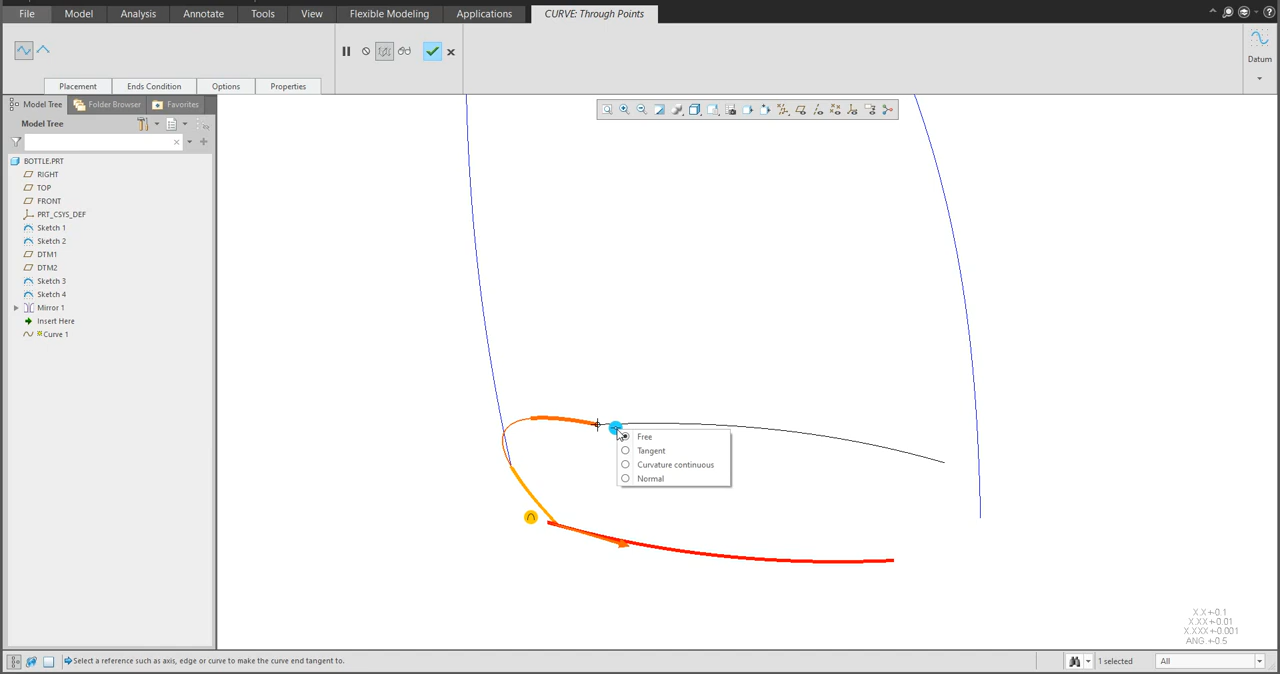 File Model Analysis Annotate Tools View Flexible Modeling Applications CURVE: Through Points
Datum
Placement Ends Condition Options Properties
Model Tree Folder Browser Favorites
Model Tree
BOTTLE.PRT
RIGHT
TOP
FRONT
PRT_CSYS_DEF
Sketch 1
Sketch 2
DTM1
DTM2
Sketch 3
Sketch 4
Mirror 1
Insert Here
Curve 1
Free
Tangent
Curvature continuous
Normal
X.X+-0.1
X.XX+-0.01
X.XXX+-0.001
ANG.+-0.5
Select a reference such as axis, edge or curve to make the curve end tangent to. 1 selected All